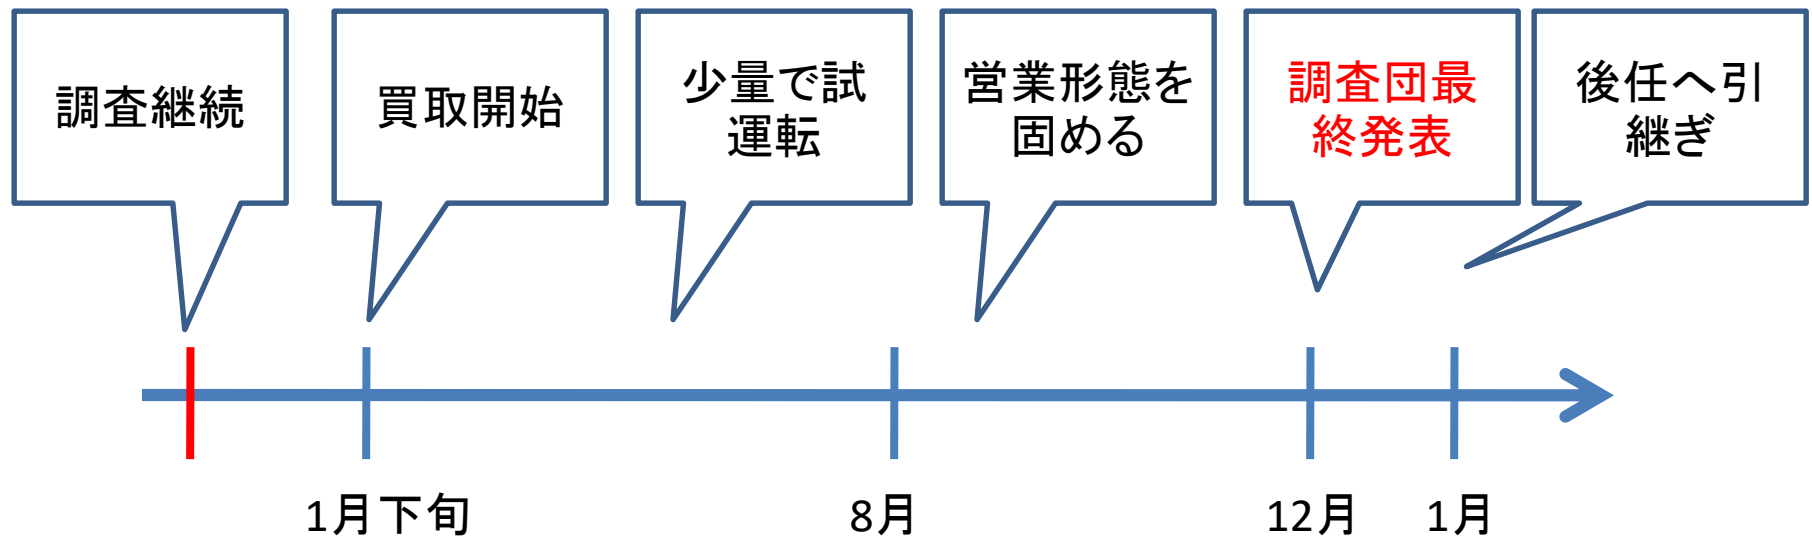 調査継続
買取開始
少量で試
運転
営業形態を
固める
調査団最
終発表
後任へ引
継ぎ
1月下旬
8月
12月
1月